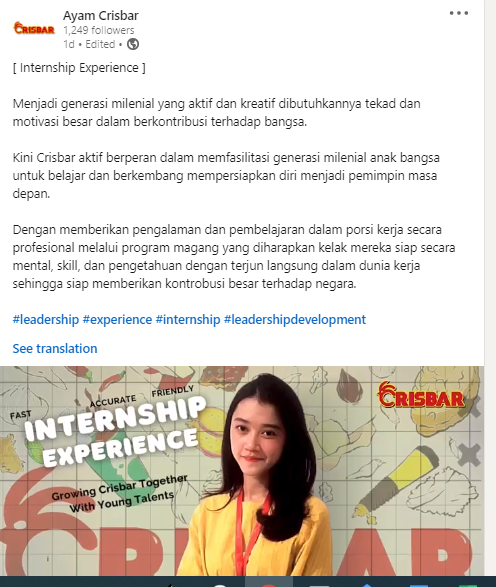 Ayam Crisbar
CRISBAR
1,249 followers
1d • Edited •
[ Internship Experience ]
Menjadi generasi milenial yang aktif dan kreatif dibutuhkannya tekad dan
motivasi besar dalam berkontribusi terhadap bangsa.
Kini Crisbar aktif berperan dalam memfasilitasi generasi milenial anak bangsa
untuk belajar dan berkembang mempersiapkan diri menjadi pemimpin masa
depan.
Dengan memberikan pengalaman dan pembelajaran dalam porsi kerja secara
profesional melalui program magang yang diharapkan kelak mereka siap secara
mental, skill, dan pengetahuan dengan terjun langsung dalam dunia kerja
sehingga siap memberikan kontrobusi besar terhadap negara.
#leadership #experience #internship #leadershipdevelopment
See translation
FAST ACCURATE FRIENDLY
CRISBAR
INTERNSHIP
EXPERIENCE
Growing Crisbar Together
With Young Talents
CRISBAR